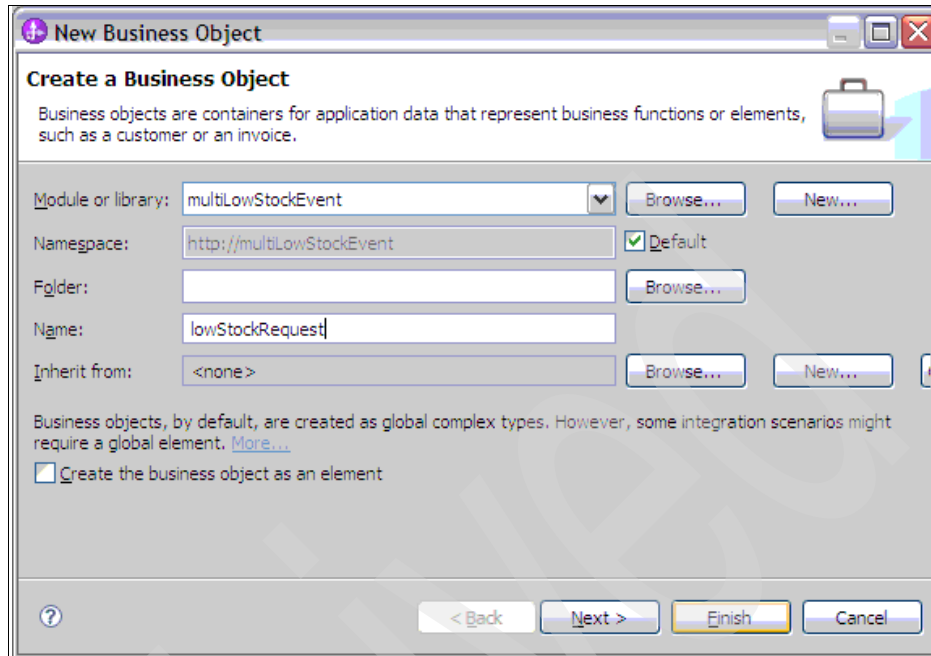 New Business Object
Create a Business Object
Business objects are containers for application data that represent business functions or elements,
such as a customer or an invoice.
Module or library: multiLowStockEvent Browse... New...
Namespace: http://multiLowStockEvent Default
Folder: Browse...
Name: lowStockRequest
Inherit from: <none> Browse... New...
Business objects, by default, are created as global complex types. However, some integration scenarios might
require a global element. More...
Create the business object as an element
? < Back Next > Finish Cancel